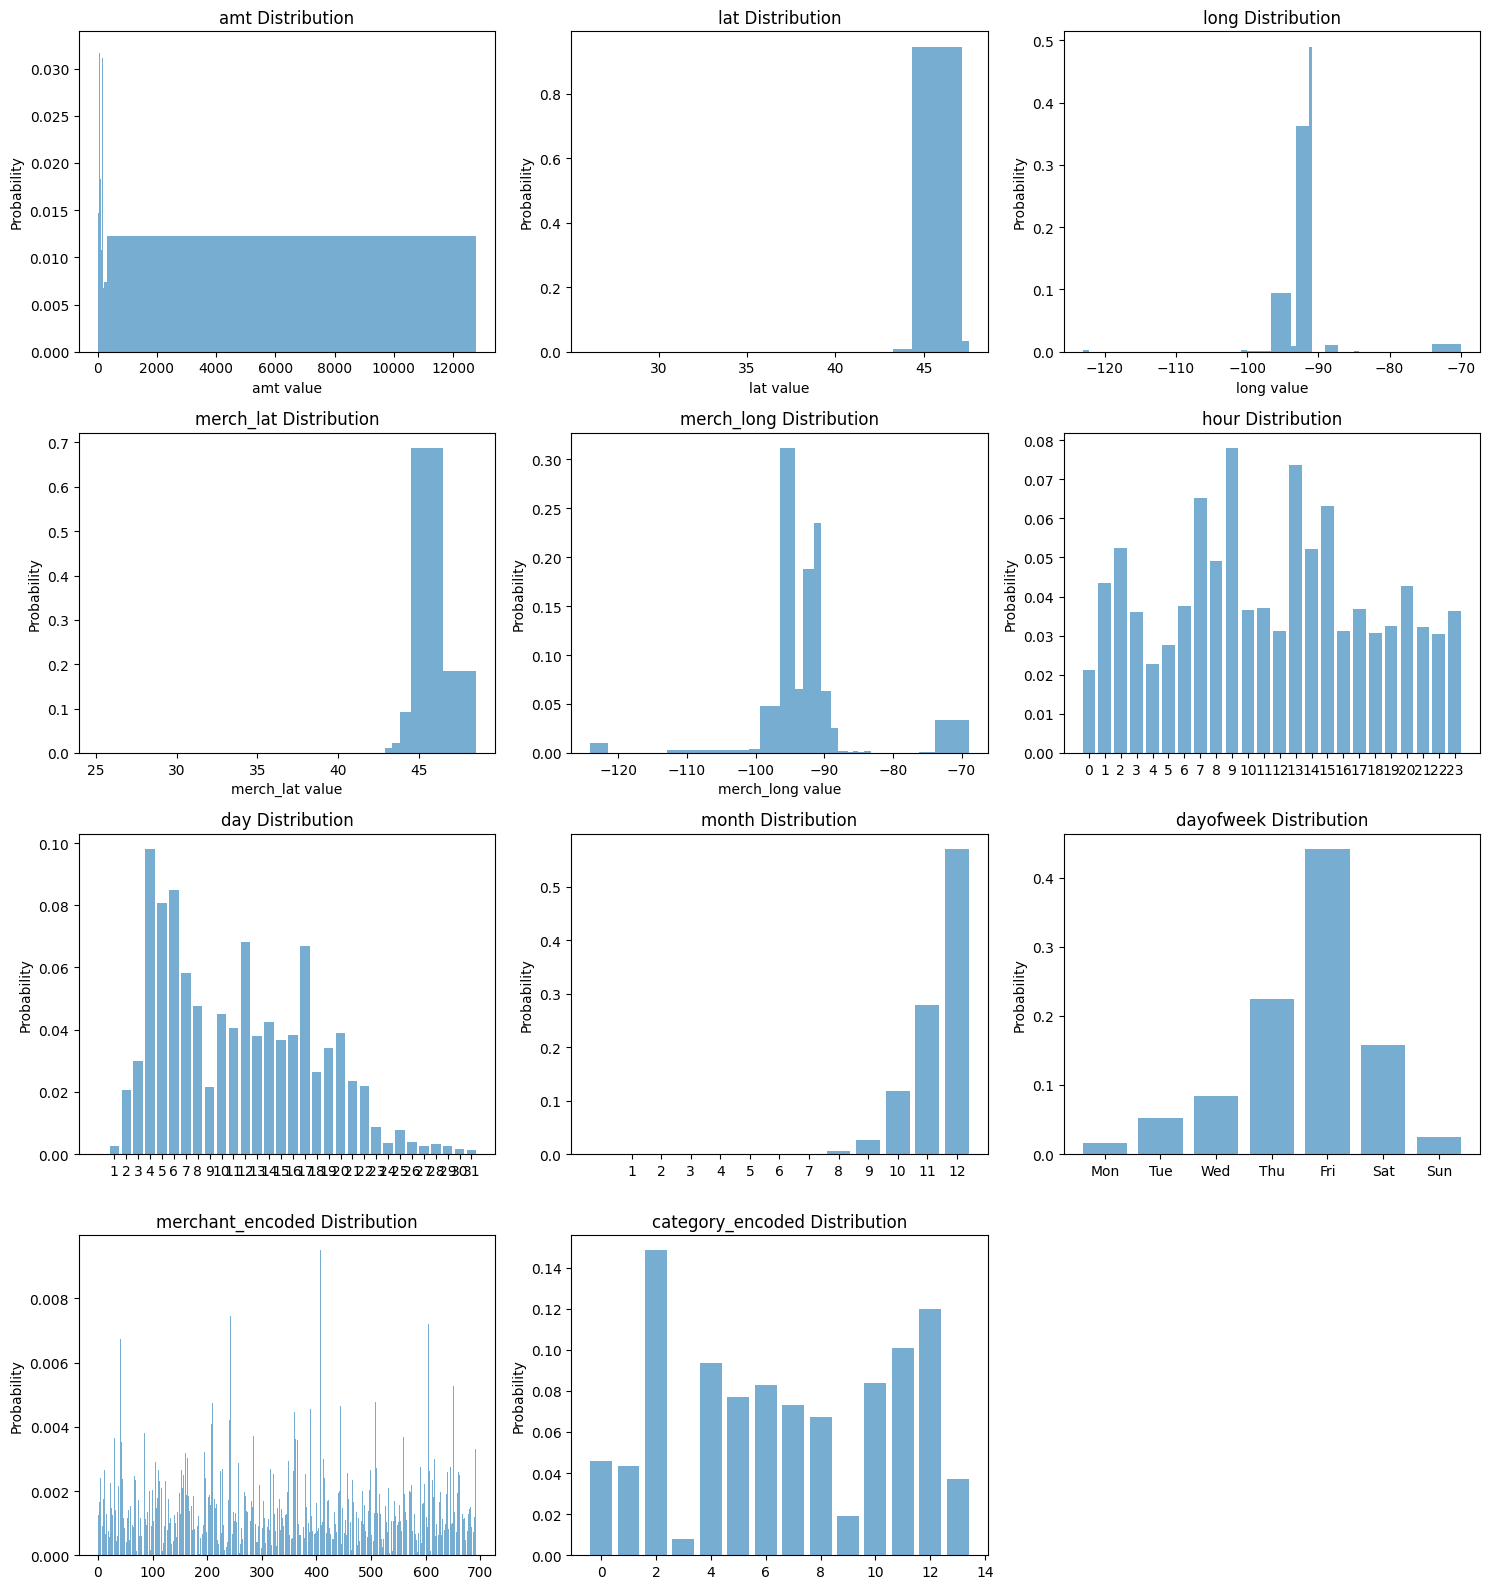 amt Distribution
lat Distribution
long Distribution
Probability
0.030
0.025
0.020
0.015
0.010
0.005
0.000
0 2000 4000 6000 8000 10000 12000
amt value
Probability
0.8
0.6
0.4
0.2
0.0
30 35 40 45
lat value
Probability
0.5
0.4
0.3
0.2
0.1
0.0
−120 −110 −100 −90 −80 −70
long value
merch_lat Distribution
merch_long Distribution
hour Distribution
Probability
0.7
0.6
0.5
0.4
0.3
0.2
0.1
0.0
25 30 35 40 45
merch_lat value
Probability
0.30
0.25
0.20
0.15
0.10
0.05
0.00
−120 −110 −100 −90 −80 −70
merch_long value
Probability
0.08
0.07
0.06
0.05
0.04
0.03
0.02
0.01
0.00
0 1 2 3 4 5 6 7 8 9 10 11 12 13 14 15 16 17 18 19 20 21 22 23
day Distribution
month Distribution
dayofweek Distribution
Probability
0.10
0.08
0.06
0.04
0.02
0.00
1 2 3 4 5 6 7 8 9 10 11 12 13 14 15 16 17 18 19 20 21 22 23 24 25 26 27 28 29 30 31
Probability
0.5
0.4
0.3
0.2
0.1
0.0
1 2 3 4 5 6 7 8 9 10 11 12
Probability
0.4
0.3
0.2
0.1
0.0
Mon Tue Wed Thu Fri Sat Sun
merchant_encoded Distribution
category_encoded Distribution
Probability
0.008
0.006
0.004
0.002
0.000
0 100 200 300 400 500 600 700
Probability
0.14
0.12
0.10
0.08
0.06
0.04
0.02
0.00
0 2 4 6 8 10 12 14